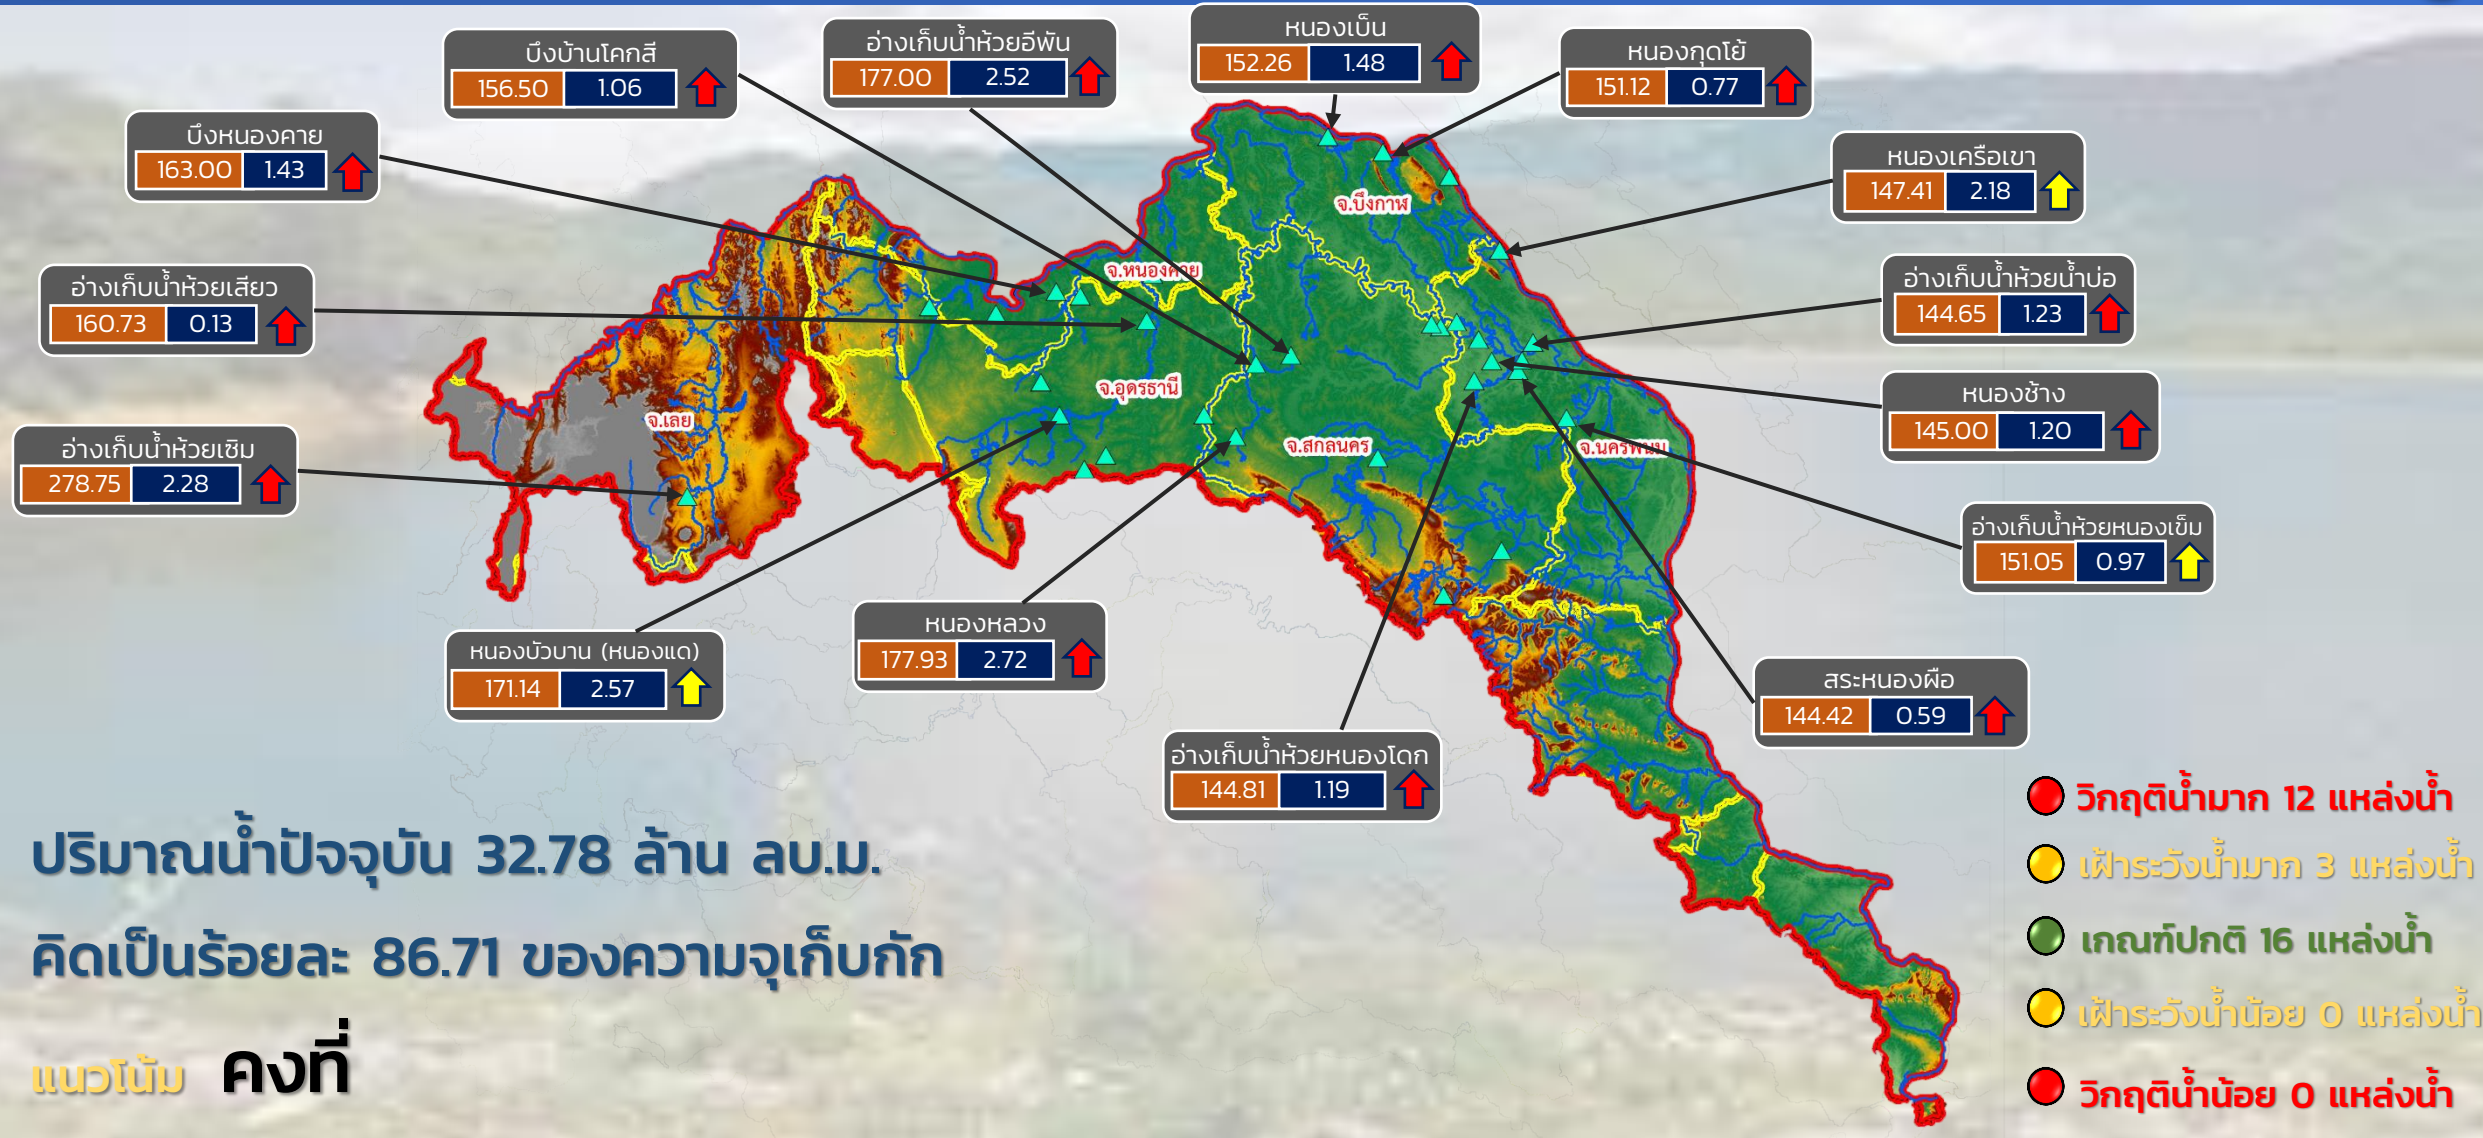 หนองเบ็น
152.26 1.48
อ่างเก็บน้ำห้วยอีพัน
177.00 2.52
บึงบ้านโคกสี
156.50 1.06
หนองกุดโย้
151.12 0.77
บึงหนองคาย
163.00 1.43
หนองเครือเขา
147.41 2.18
อ่างเก็บน้ำห้วยเสียว
160.73 0.13
อ่างเก็บน้ำห้วยน้ำบ่อ
144.65 1.23
หนองช้าง
145.00 1.20
อ่างเก็บน้ำห้วยเซิม
278.75 2.28
อ่างเก็บน้ำห้วยหนองเข็ม
151.05 0.97
หนองบัวบาน (หนองแด)
171.14 2.57
หนองหลวง
177.93 2.72
สระหนองผือ
144.42 0.59
อ่างเก็บน้ำห้วยหนองโดก
144.81 1.19
จ.บึงกาฬ
จ.หนองคาย
จ.อุดรธานี
จ.เลย
จ.สกลนคร
จ.นครพนม
ปริมาณน้ำปัจจุบัน 32.78 ล้าน ลบ.ม.
คิดเป็นร้อยละ 86.71 ของความจุเก็บกัก
แนวโน้ม คงที่
วิกฤติน้ำมาก 12 แหล่งน้ำ
เฝ้าระวังน้ำมาก 3 แหล่งน้ำ
เกณฑ์ปกติ 16 แหล่งน้ำ
เฝ้าระวังน้ำน้อย 0 แหล่งน้ำ
วิกฤติน้ำน้อย 0 แหล่งน้ำ